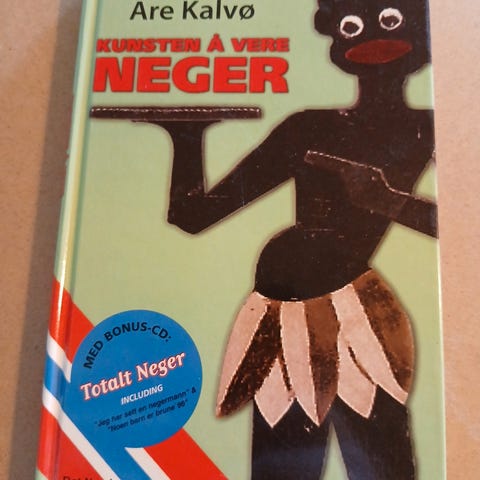 Are Kalvø
KUNSTEN Å VERE
NEGER
MED BONUS-CD:
Totalt Neger
INCLUDING
"Jeg har sett en negermann" &
"Noen barn er brune 98"